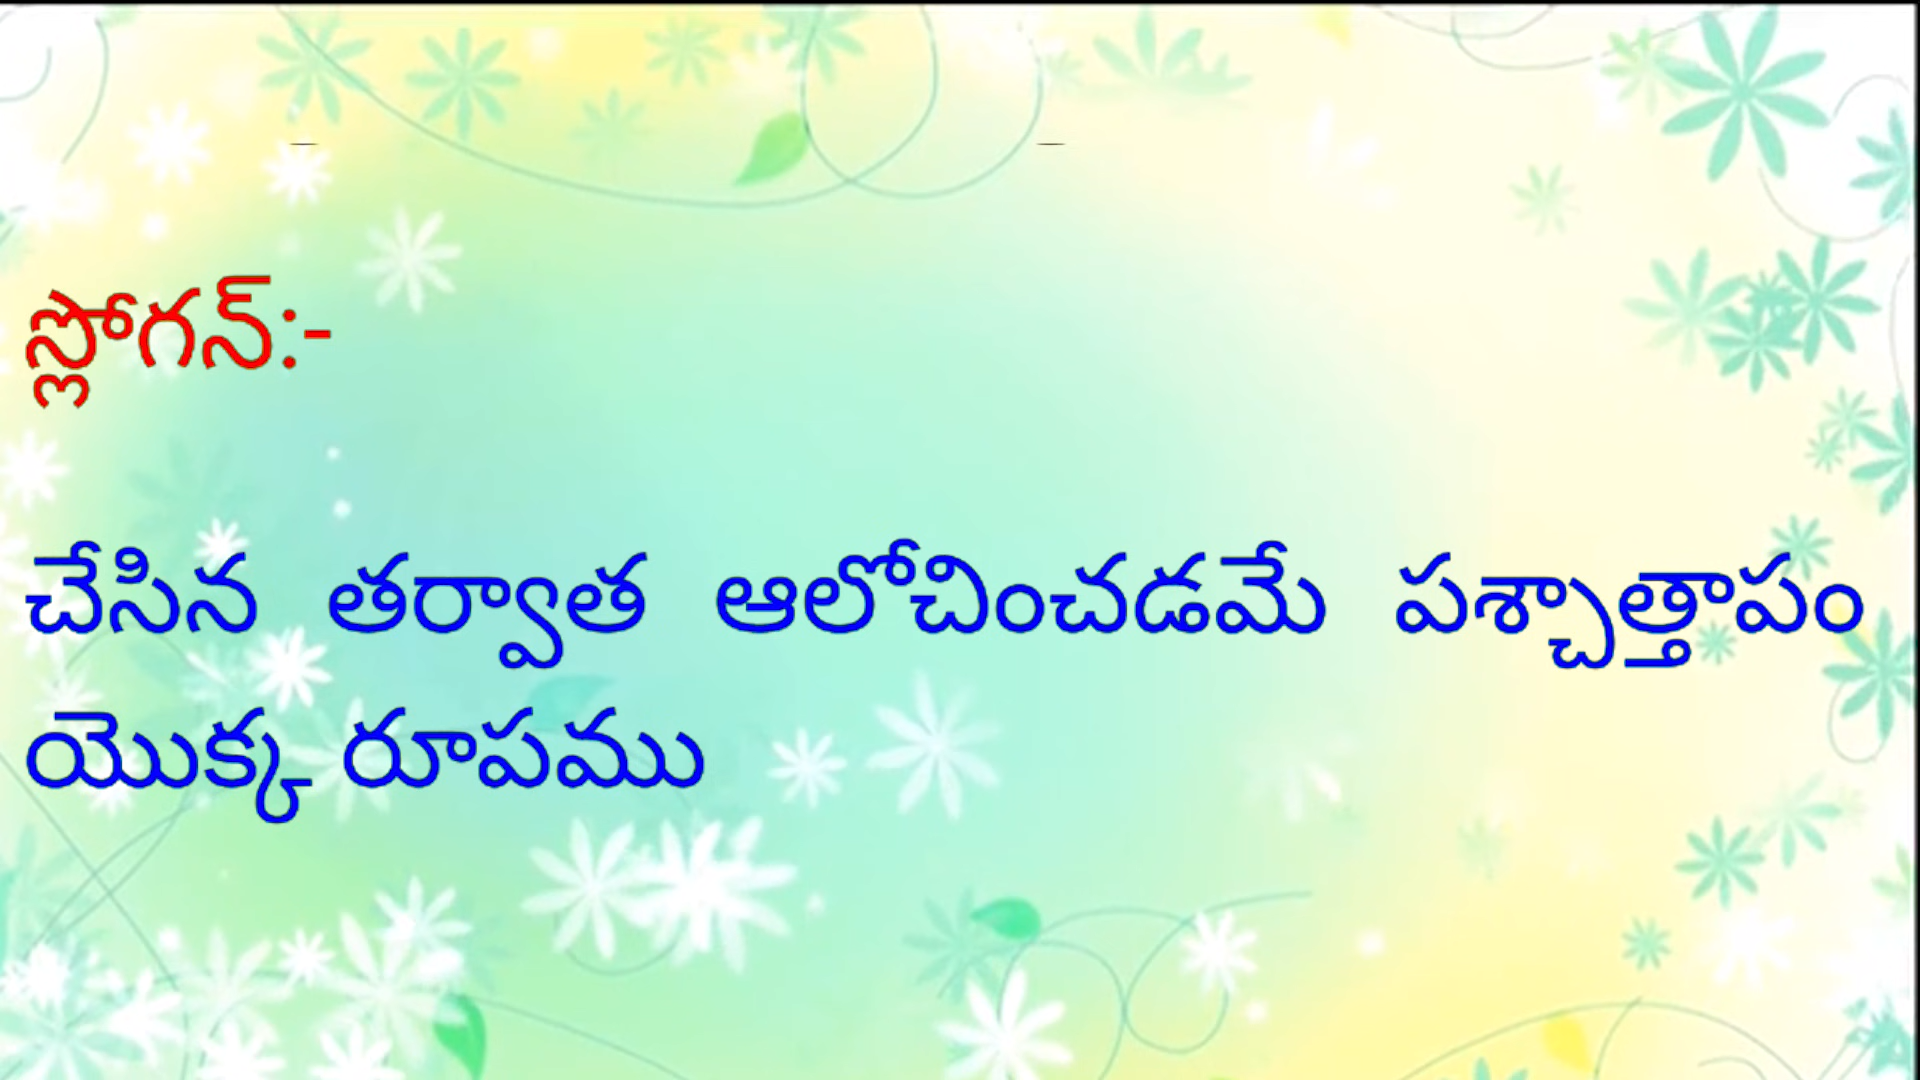 స్లోగన్:-
చేసిన తర్వాత ఆలోచించడమే పశ్చాత్తాపం
యొక్క రూపము